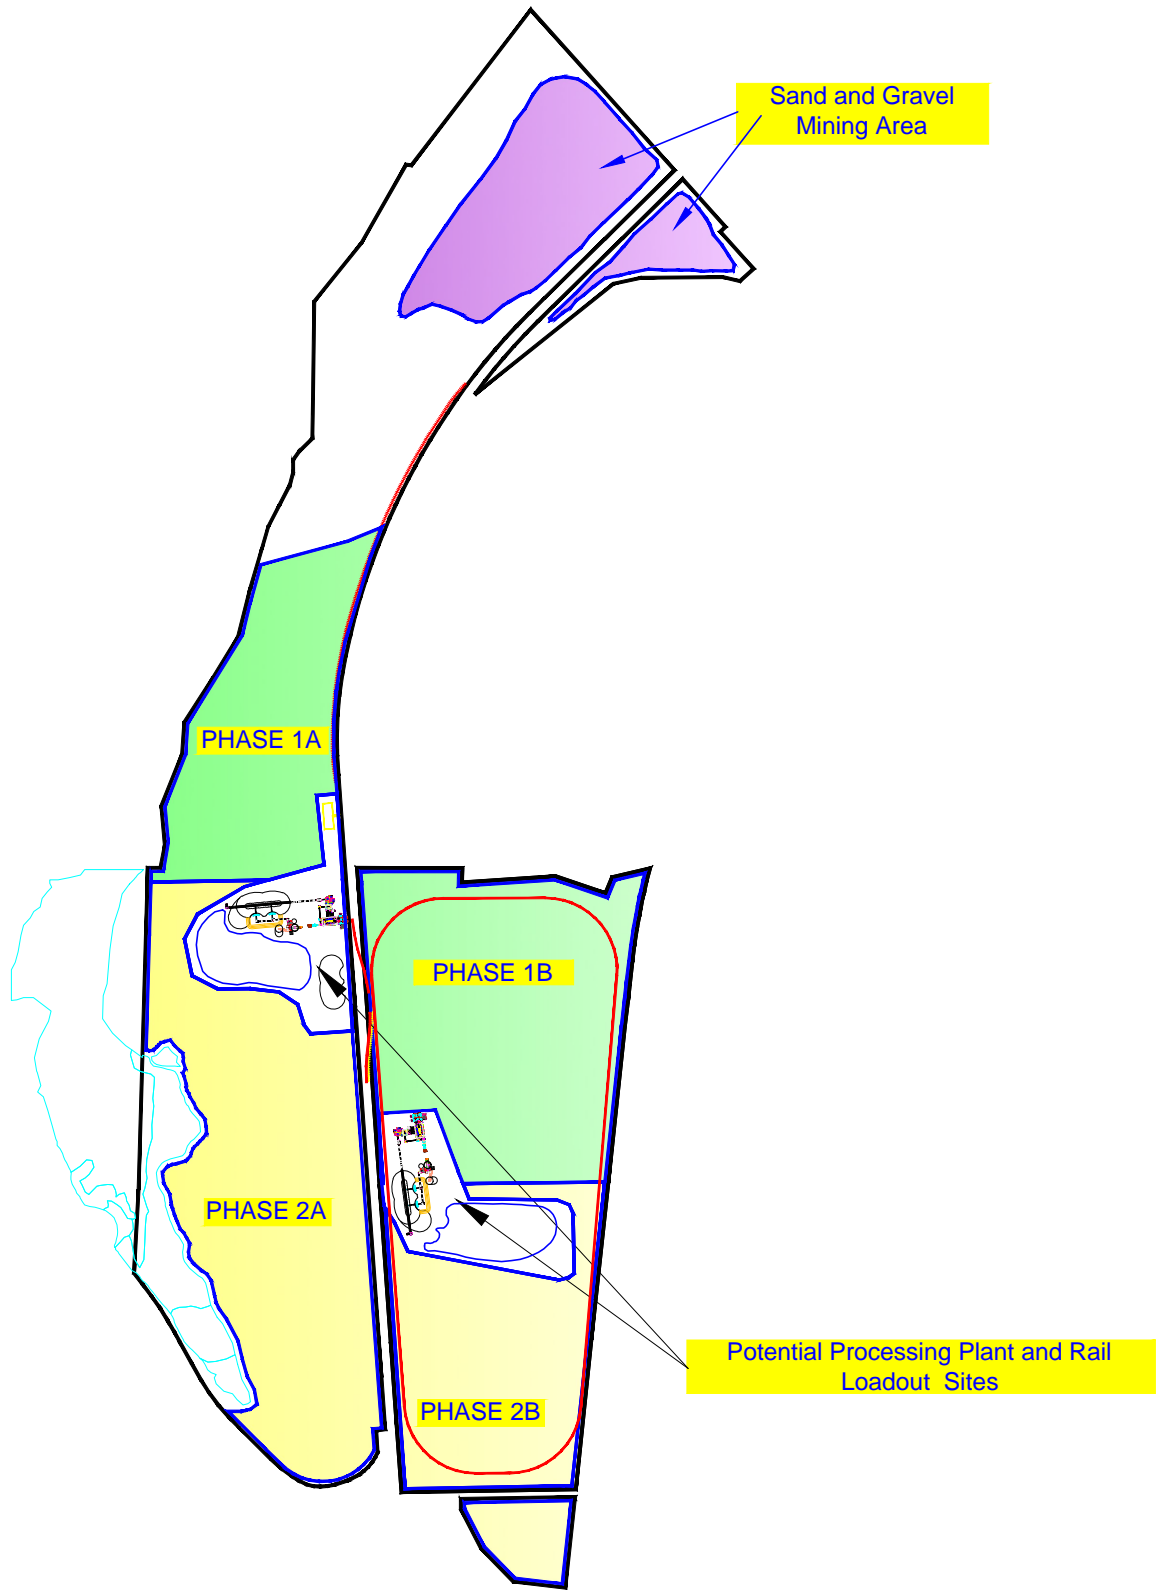 Sand and Gravel
Mining Area
PHASE 1A
PHASE 1B
PHASE 2A
Potential Processing Plant and Rail
Loadout Sites
PHASE 2B